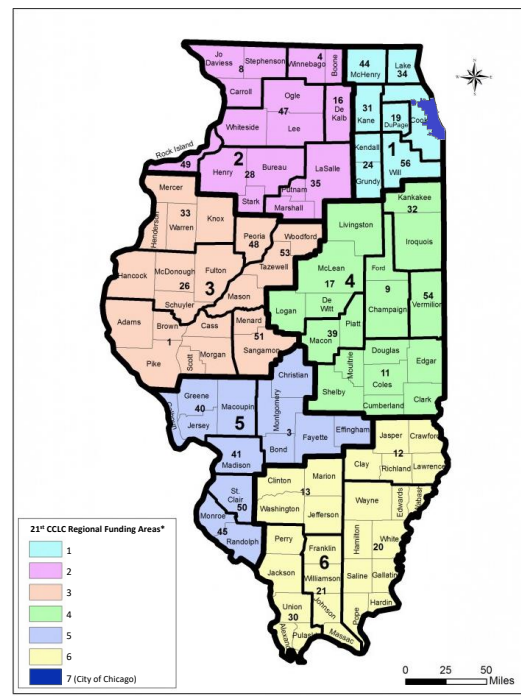 Jo
Daviess
8
Stephenson
4
Winnebago
Boone
44
McHenry
Lake
34
Carroll
Ogle
47
16
De
Kalb
31
Kane
19
DuPage
Cook
Whiteside
Lee
Kendall
24
Grundy
1
56
Will
Rock Island
49
2
Henry
28
Bureau
LaSalle
35
Putnam
Stark
Marshall
Kankakee
32
Mercer
33
Warren
Henderson
Knox
Peoria
48
Woodford
53
Tazewell
Livingston
Iroquois
McLean
17
4
Ford
9
Champaign
54
Vermilion
Hancock
McDonough
26
Schuyler
Fulton
3
Mason
Logan
De
Witt
39
Macon
Piatt
Adams
Brown
1
Pike
Cass
Scott
Morgan
Menard
51
Sangamon
Christian
Moultrie
Shelby
Douglas
11
Coles
Cumberland
Edgar
Clark
Greene
40
Jersey
Calhoun
Macoupin
5
Montgomery
3
Bond
Fayette
Effingham
41
Madison
Jasper
Crawford
12
Clay
Richland
Lawrence
St.
Clair
50
Monroe
45
Randolph
Clinton
Marion
13
Washington
Jefferson
Wayne
Edwards
Wabash
Perry
Franklin
6
Williamson
21
Johnson
Hamilton
White
20
Saline
Gallatin
Jackson
Union
30
Alexander
Pulaski
Massac
Pope
Hardin
21st CCLC Regional Funding Areas*
1
2
3
4
5
6
7 (City of Chicago)
0 25 50
Miles